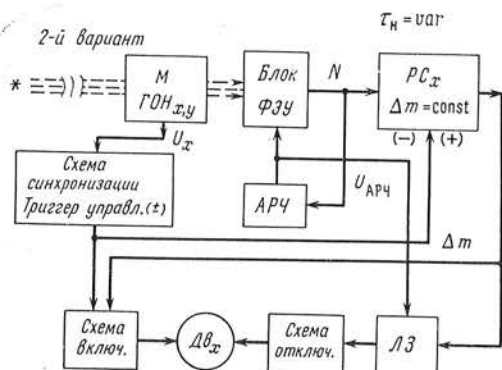 τн = var
2-й вариант
*
М
ГОНx,y
Блок
ФЭУ
N
РСx
Δm = const
(−) (+)
Ux
Схема
синхронизации
Триггер управл.(±)
АРЧ
UАРЧ
Δm
Схема
включ.
Двx
Схема
отключ.
ЛЗ